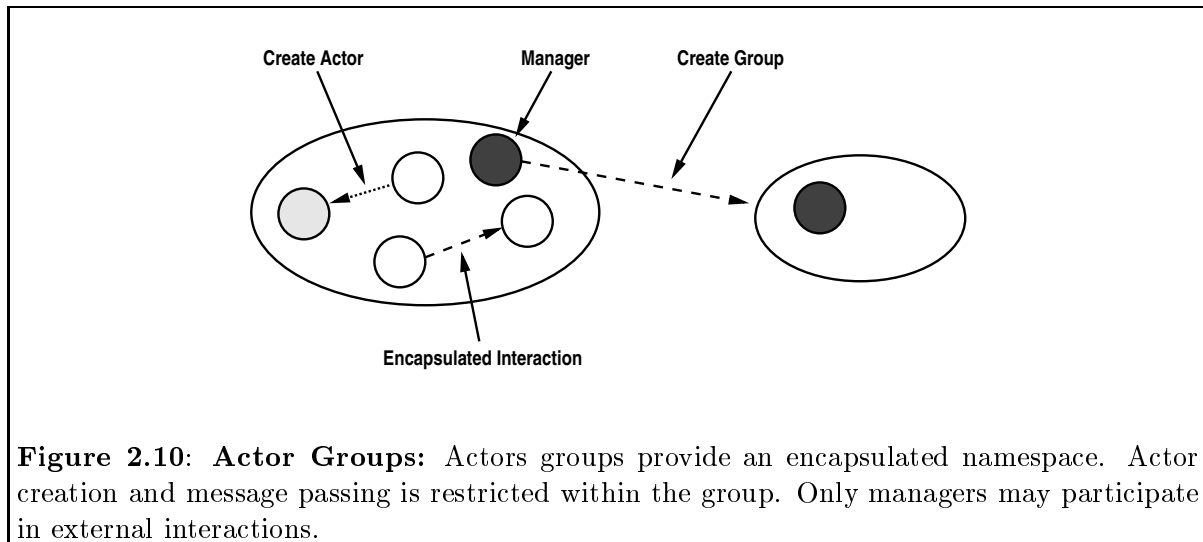 Create Actor
Manager
Create Group
Encapsulated Interaction
Figure 2.10: Actor Groups: Actors groups provide an encapsulated namespace. Actor
creation and message passing is restricted within the group. Only managers may participate
in external interactions.